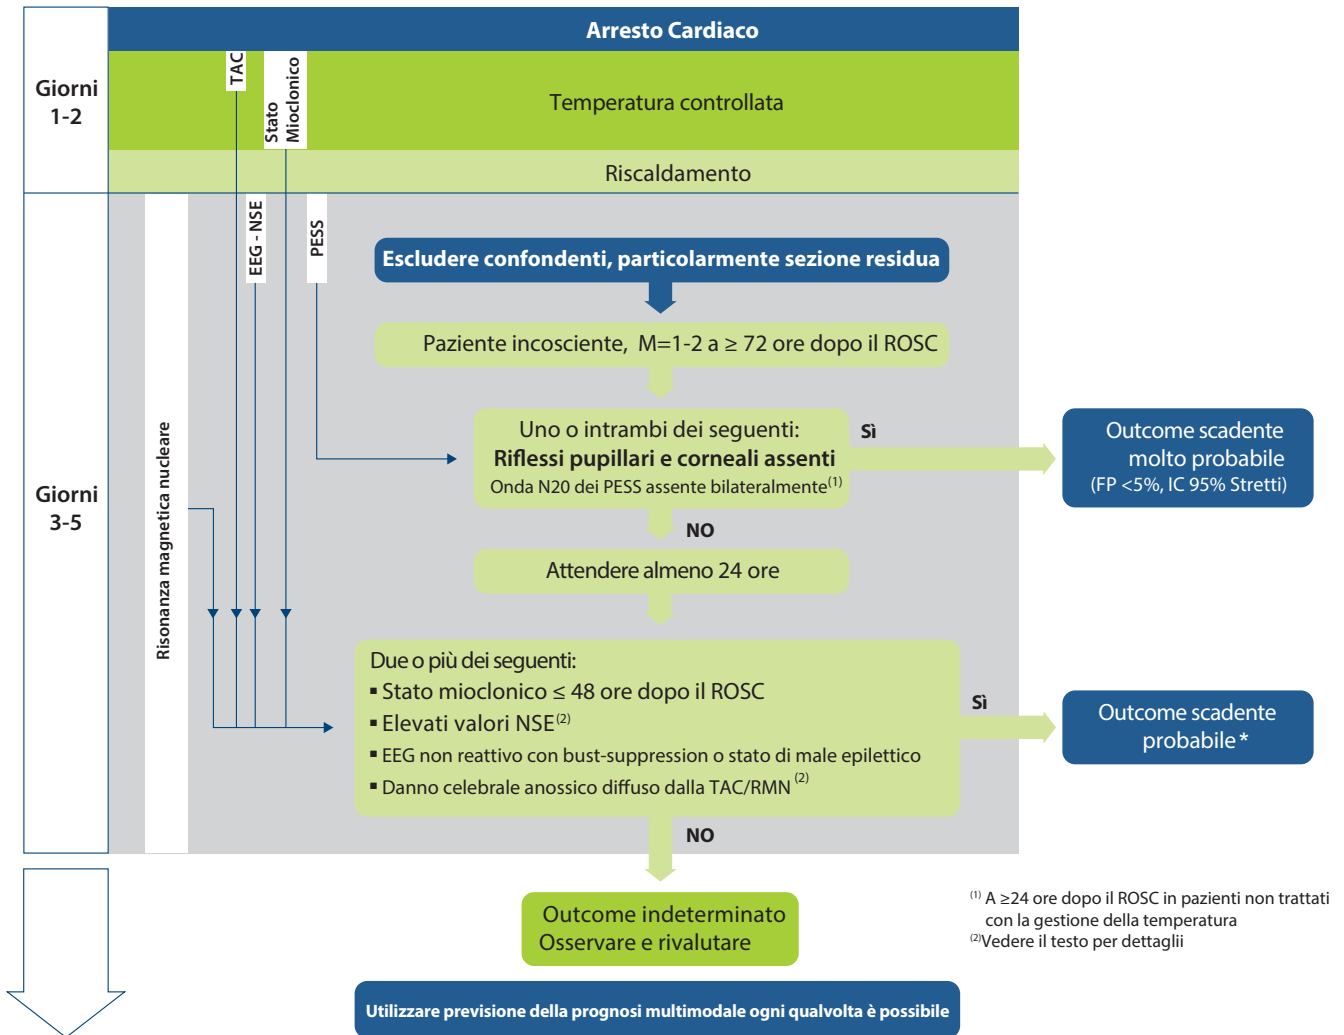 Arresto Cardiaco
Giorni
1-2
TAC
Stato
Mioclonico
Temperatura controllata
Riscaldamento
Giorni
3-5
Risonanza magnetica nucleare
EEG - NSE
PESS
Escludere confondenti, particolarmente sezione residua
Paziente incosciente, M=1-2 a ≥ 72 ore dopo il ROSC
Uno o intrambi dei seguenti:
Riflessi pupillari e corneali assenti
Onda N20 dei PESS assente bilateralmente(1)
Sì
Outcome scadente
molto probabile
(FP <5%, IC 95% Stretti)
NO
Attendere almeno 24 ore
Due o più dei seguenti:
▪ Stato mioclonico ≤ 48 ore dopo il ROSC
▪ Elevati valori NSE(2)
▪ EEG non reattivo con bust-suppression o stato di male epilettico
▪ Danno celebrale anossico diffuso dalla TAC/RMN (2)
Sì
Outcome scadente
probabile *
NO
Outcome indeterminato
Osservare e rivalutare
(1) A ≥24 ore dopo il ROSC in pazienti non trattati
con la gestione della temperatura
(2)Vedere il testo per dettaglii
Utilizzare previsione della prognosi multimodale ogni qualvolta è possibile